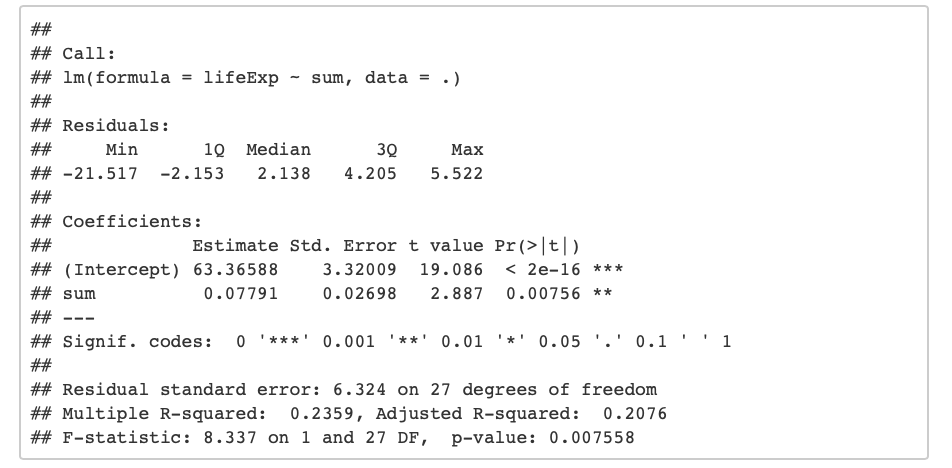 ##
## Call:
## lm(formula = lifeExp ~ sum, data = .)
##
## Residuals:
##     Min      1Q  Median      3Q     Max
## -21.517  -2.153   2.138   4.205   5.522
##
## Coefficients:
##             Estimate Std. Error t value Pr(>|t|)
## (Intercept) 63.36588    3.32009  19.086  < 2e-16 ***
## sum          0.07791    0.02698   2.887  0.00756 **
## ---
## Signif. codes:  0 '***' 0.001 '**' 0.01 '*' 0.05 '.' 0.1 ' ' 1
##
## Residual standard error: 6.324 on 27 degrees of freedom
## Multiple R-squared:  0.2359, Adjusted R-squared:  0.2076
## F-statistic: 8.337 on 1 and 27 DF,  p-value: 0.007558